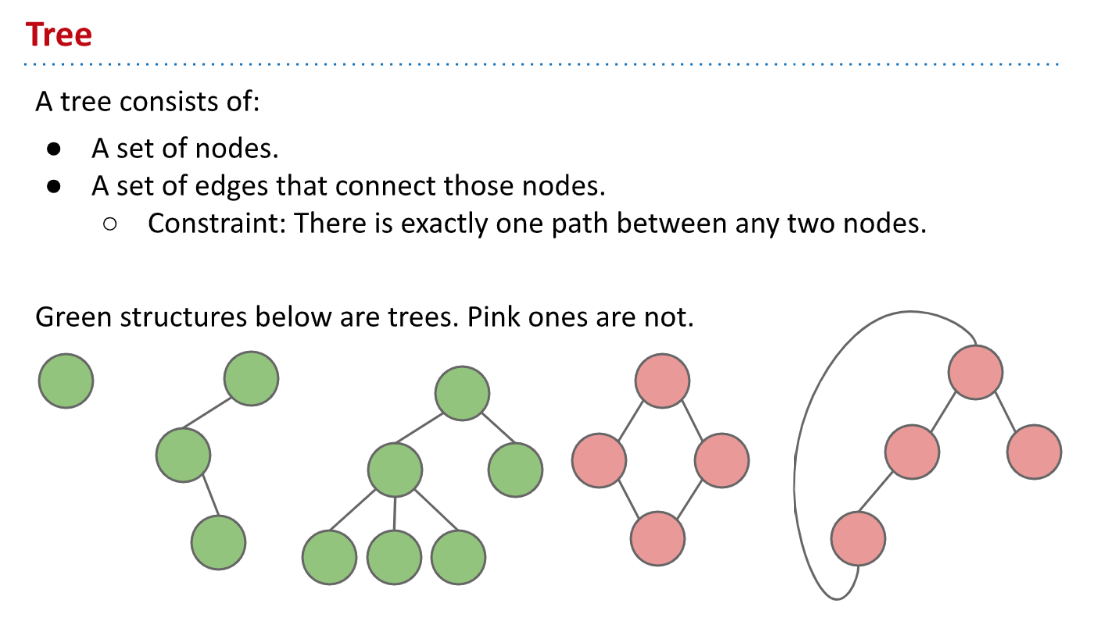 Tree
A tree consists of:
● A set of nodes.
● A set of edges that connect those nodes.
○ Constraint: There is exactly one path between any two nodes.
Green structures below are trees. Pink ones are not.